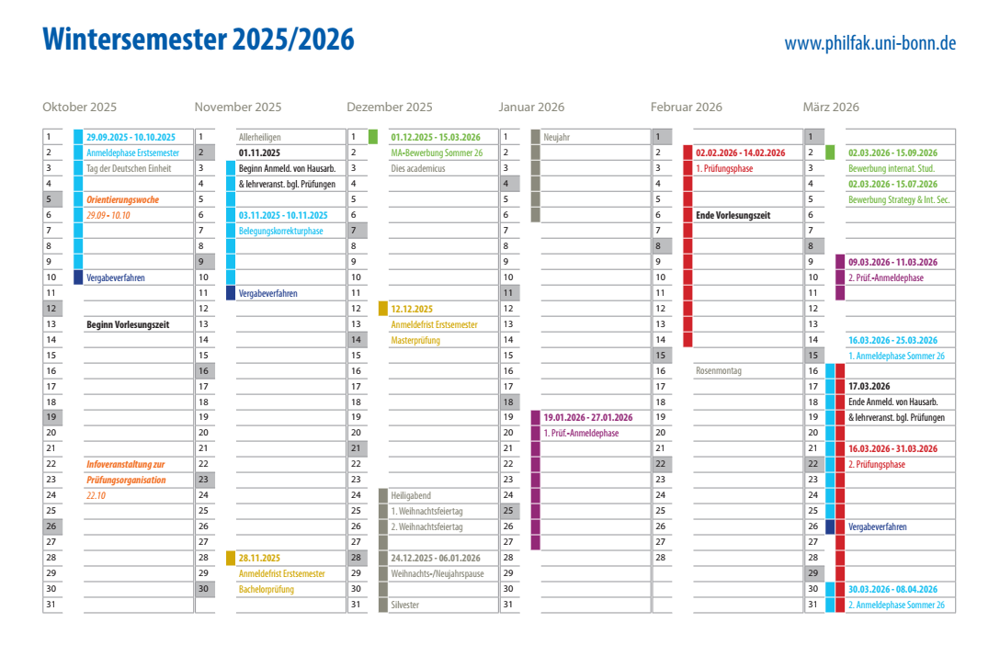 Wintersemester 2025/2026
www.philfak.uni-bonn.de
Oktober 2025
1 29.09.2025 - 10.10.2025
2 Anmeldephase Erstsemester
3 Tag der Deutschen Einheit
4
5 Orientierungswoche
6 29.09 - 10.10
7
8
9
10 Vergabeverfahren
11
12
13 Beginn Vorlesungszeit
14
15
16
17
18
19
20
21
22 Infoveranstaltung zur
23 Prüfungsorganisation
24 22.10
25
26
27
28
29
30
31
November 2025
1 Allerheiligen
2 01.11.2025
3 Beginn Anmeld. von Hausarb.
4 & lehrveranst. bgl. Prüfungen
5
6 03.11.2025 - 10.11.2025
7 Belegungskorrekturphase
8
9
10
11 Vergabeverfahren
12
13
14
15
16
17
18
19
20
21
22
23
24
25
26
27
28 28.11.2025
29 Anmeldefrist Erstsemester
30 Bachelorprüfung
Dezember 2025
1 01.12.2025 - 15.03.2026
2 MA-Bewerbung Sommer 26
3 Dies academicus
4
5
6
7
8
9
10
11
12 12.12.2025
13 Anmeldefrist Erstsemester
14 Masterprüfung
15
16
17
18
19
20
21
22
23
24 Heiligabend
25 1. Weihnachtsfeiertag
26 2. Weihnachtsfeiertag
27
28 24.12.2025 - 06.01.2026
29 Weihnachts-/Neujahrspause
30
31 Silvester
Januar 2026
1 Neujahr
2
3
4
5
6
7
8
9
10
11
12
13
14
15
16
17
18
19 19.01.2026 - 27.01.2026
20 1. Prüf.-Anmeldephase
21
22
23
24
25
26
27
28
29
30
31
Februar 2026
1
2 02.02.2026 - 14.02.2026
3 1. Prüfungsphase
4
5
6 Ende Vorlesungszeit
7
8
9
10
11
12
13
14
15
16 Rosenmontag
17
18
19
20
21
22
23
24
25
26
27
28
März 2026
1
2 02.03.2026 - 15.09.2026
3 Bewerbung internat. Stud.
4 02.03.2026 - 15.07.2026
5 Bewerbung Strategy & Int. Sec.
6
7
8
9 09.03.2026 - 11.03.2026
10 2. Prüf.-Anmeldephase
11
12
13
14 16.03.2026 - 25.03.2026
15 1. Anmeldephase Sommer 26
16
17 17.03.2026
18 Ende Anmeld. von Hausarb.
19 & lehrveranst. bgl. Prüfungen
20
21 16.03.2026 - 31.03.2026
22 2. Prüfungsphase
23
24
25
26 Vergabeverfahren
27
28
29
30 30.03.2026 - 08.04.2026
31 2. Anmeldephase Sommer 26